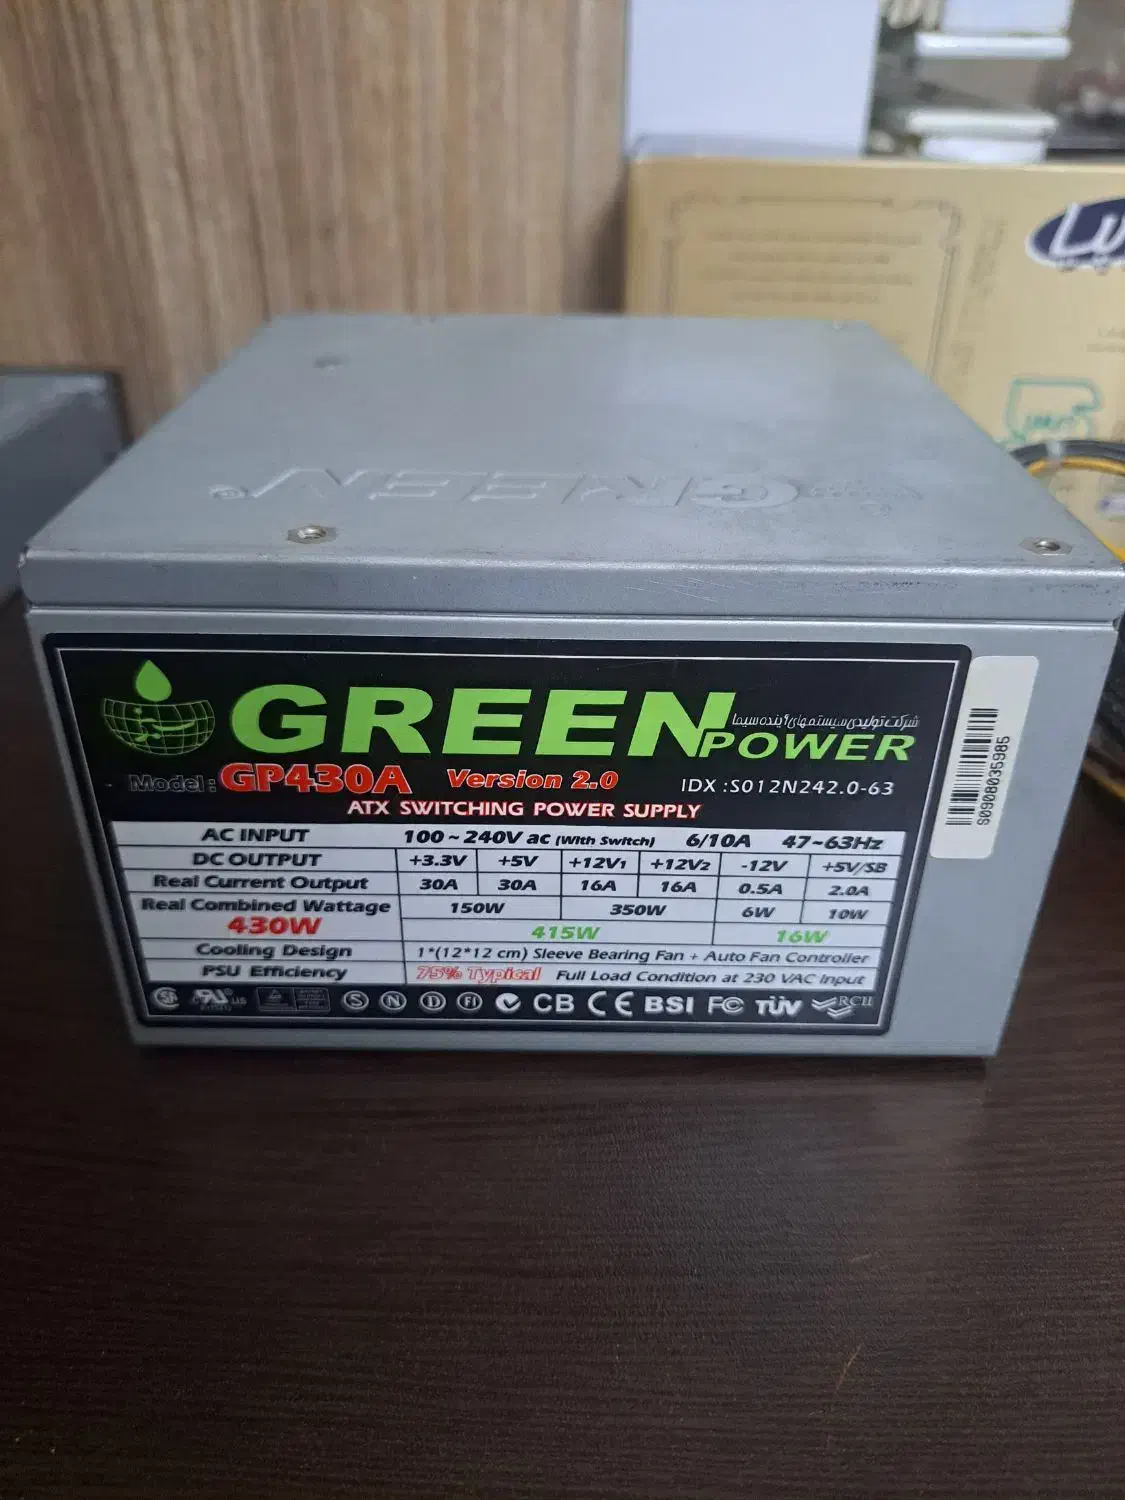 GREEN
GREEN POWER
شرکت تولیدی سیستمهای آینده سیما
سبز
Model: GP430A Version 2.0 IDX :S012N242.0-63
ATX SWITCHING POWER SUPPLY
AC INPUT 100 ~ 240V ac (With Switch) 6/10A 47~63Hz
DC OUTPUT +3.3V +5V +12V1 +12V2 -12V +5V/SB
Real Current Output 30A 30A 16A 16A 0.5A 2.0A
Real Combined Wattage 150W 350W 6W 10W
430W 415W 16W
Cooling Design 1*(12*12 cm) Sleeve Bearing Fan + Auto Fan Controller
PSU Efficiency 75% Typical Full Load Condition at 230 VAC Input
US S N D FI CB CE BSI FC TÜV RCII
S0908035985